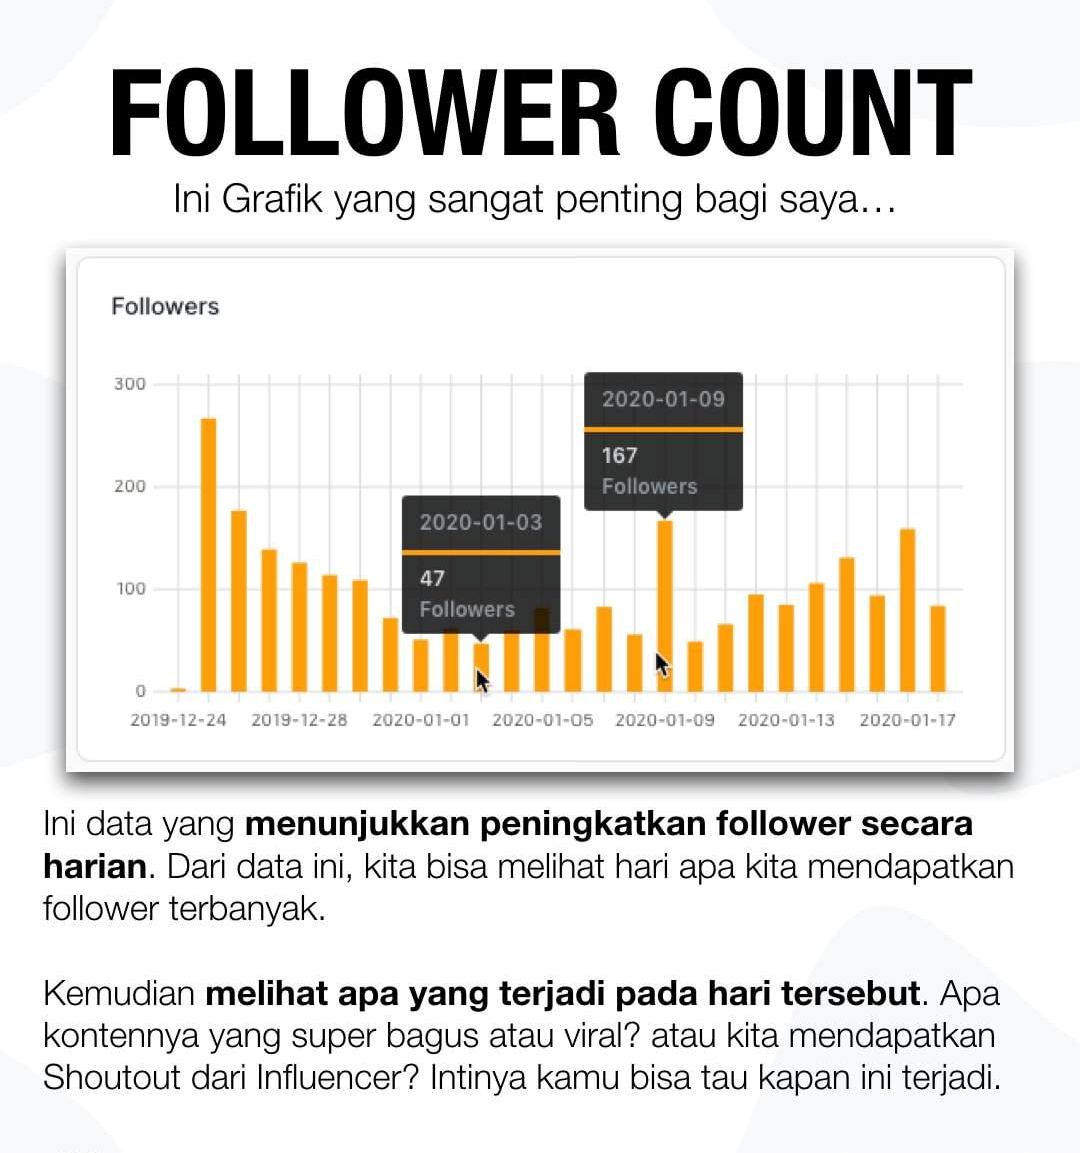 FOLLOWER COUNT
Ini Grafik yang sangat penting bagi saya...
Followers
300
200
100
0
2020-01-03
47
Followers
2020-01-09
167
Followers
2019-12-24 2019-12-28 2020-01-01 2020-01-05 2020-01-09 2020-01-13 2020-01-17
Ini data yang menunjukkan peningkatkan follower secara
harian. Dari data ini, kita bisa melihat hari apa kita mendapatkan
follower terbanyak.
Kemudian melihat apa yang terjadi pada hari tersebut. Apa
kontennya yang super bagus atau viral? atau kita mendapatkan
Shoutout dari Influencer? Intinya kamu bisa tau kapan ini terjadi.